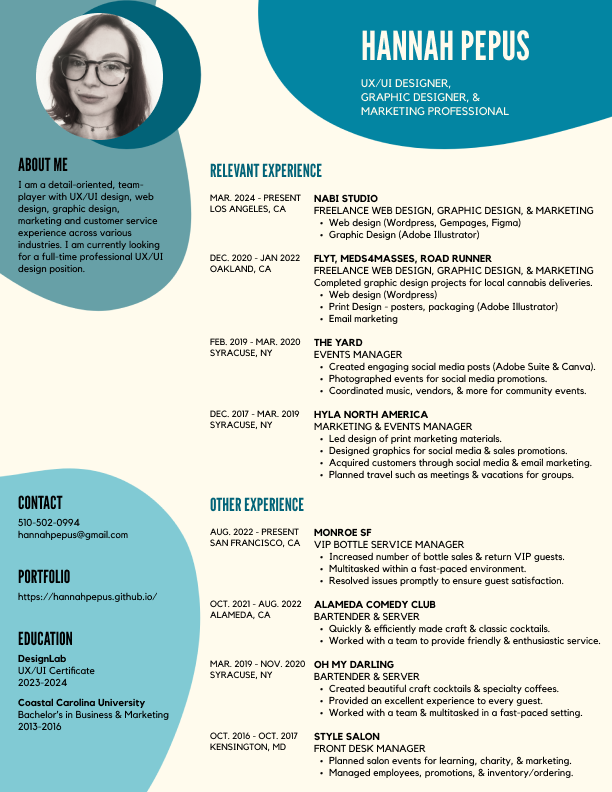 HANNAH PEPUS
UX/UI DESIGNER,
GRAPHIC DESIGNER, &
MARKETING PROFESSIONAL
ABOUT ME
I am a detail-oriented, team-
player with UX/UI design, web
design, graphic design,
marketing and customer service
experience across various
industries. I am currently looking
for a full-time professional UX/UI
design position.
CONTACT
510-502-0994
hannahpepus@gmail.com
PORTFOLIO
https://hannahpepus.github.io/
EDUCATION
DesignLab
UX/UI Certificate
2023-2024
Coastal Carolina University
Bachelor's in Business & Marketing
2013-2016
RELEVANT EXPERIENCE
MAR. 2024 - PRESENT
LOS ANGELES, CA
NABI STUDIO
FREELANCE WEB DESIGN, GRAPHIC DESIGN, & MARKETING
• Web design (Wordpress, Gempages, Figma)
• Graphic Design (Adobe Illustrator)
DEC. 2020 - JAN 2022
OAKLAND, CA
FLYT, MEDS4MASSES, ROAD RUNNER
FREELANCE WEB DESIGN, GRAPHIC DESIGN, & MARKETING
Completed graphic design projects for local cannabis deliveries.
• Web design (Wordpress)
• Print Design - posters, packaging (Adobe Illustrator)
• Email marketing
FEB. 2019 - MAR. 2020
SYRACUSE, NY
THE YARD
EVENTS MANAGER
• Created engaging social media posts (Adobe Suite & Canva).
• Photographed events for social media promotions.
• Coordinated music, vendors, & more for community events.
DEC. 2017 - MAR. 2019
SYRACUSE, NY
HYLA NORTH AMERICA
MARKETING & EVENTS MANAGER
• Led design of print marketing materials.
• Designed graphics for social media & sales promotions.
• Acquired customers through social media & email marketing.
• Planned travel such as meetings & vacations for groups.
OTHER EXPERIENCE
AUG. 2022 - PRESENT
SAN FRANCISCO, CA
MONROE SF
VIP BOTTLE SERVICE MANAGER
• Increased number of bottle sales & return VIP guests.
• Multitasked within a fast-paced environment.
• Resolved issues promptly to ensure guest satisfaction.
OCT. 2021 - AUG. 2022
ALAMEDA, CA
ALAMEDA COMEDY CLUB
BARTENDER & SERVER
• Quickly & efficiently made craft & classic cocktails.
• Worked with a team to provide friendly & enthusiastic service.
MAR. 2019 - NOV. 2020
SYRACUSE, NY
OH MY DARLING
BARTENDER & SERVER
• Created beautiful craft cocktails & specialty coffees.
• Provided an excellent experience to every guest.
• Worked with a team & multitasked in a fast-paced setting.
OCT. 2016 - OCT. 2017
KENSINGTON, MD
STYLE SALON
FRONT DESK MANAGER
• Planned salon events for learning, charity, & marketing.
• Managed employees, promotions, & inventory/ordering.